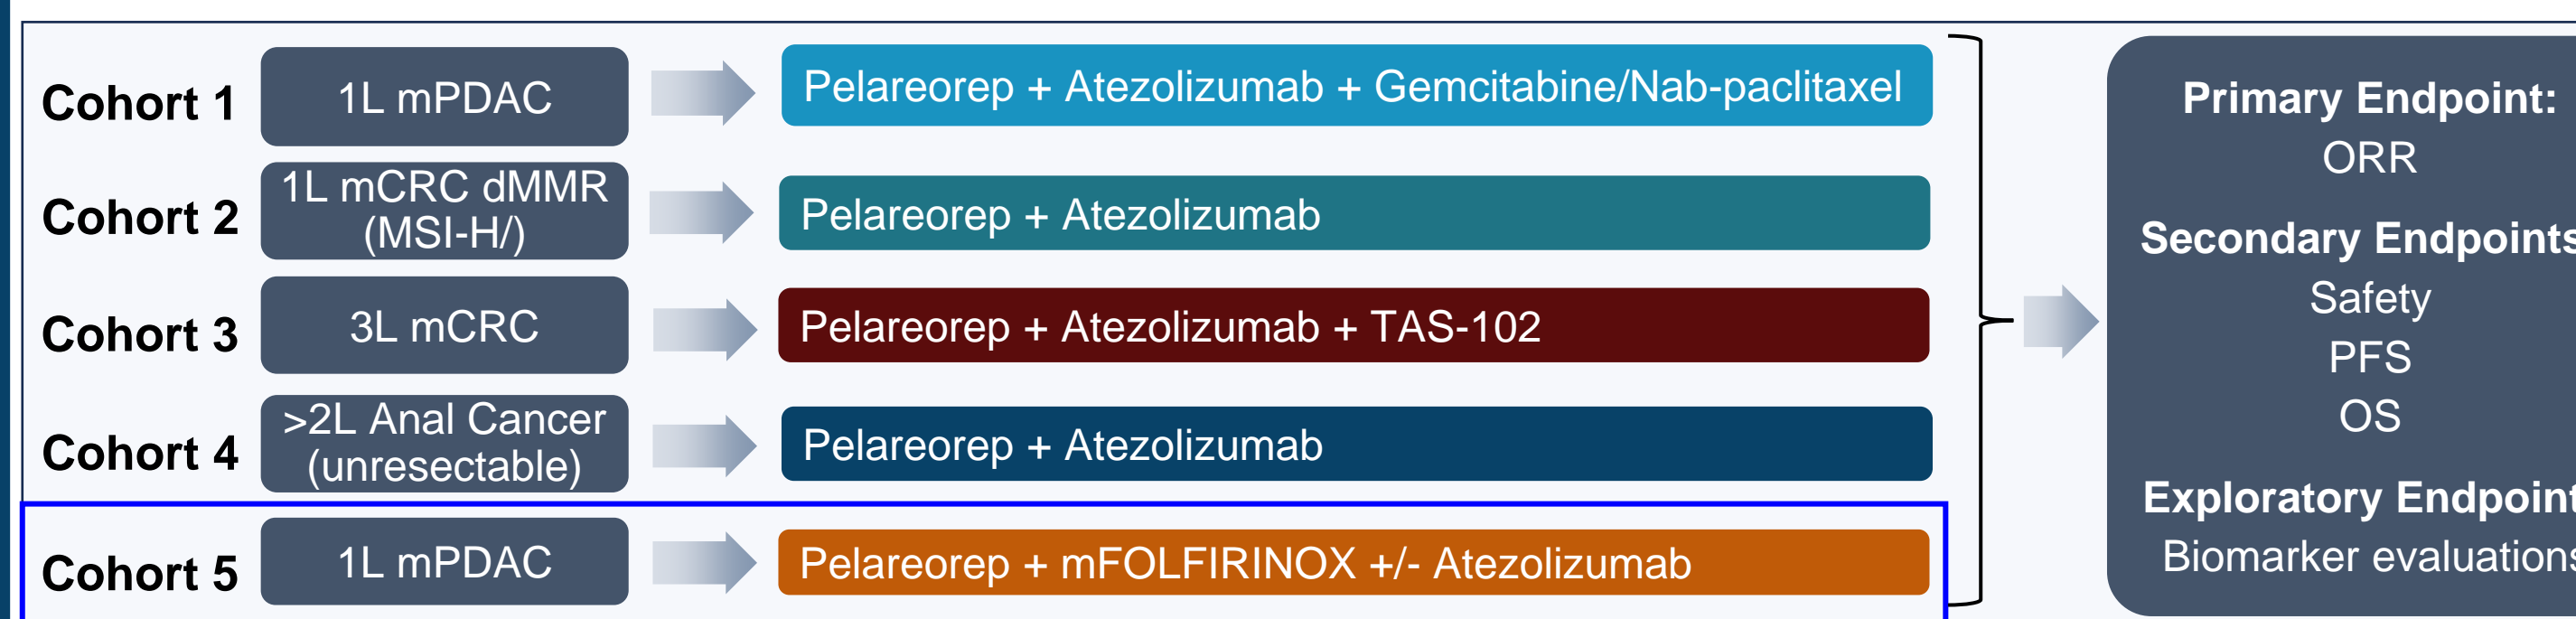 Cohort 1
1L mPDAC
Pelareorep + Atezolizumab + Gemcitabine/Nab-paclitaxel
Cohort 2
1L mCRC dMMR
(MSI-H/)
Pelareorep + Atezolizumab
Cohort 3
3L mCRC
Pelareorep + Atezolizumab + TAS-102
Cohort 4
>2L Anal Cancer
(unresectable)
Pelareorep + Atezolizumab
Cohort 5
1L mPDAC
Pelareorep + mFOLFIRINOX +/- Atezolizumab
Primary Endpoint:
ORR
Secondary Endpoints
Safety
PFS
OS
Exploratory Endpoint
Biomarker evaluations